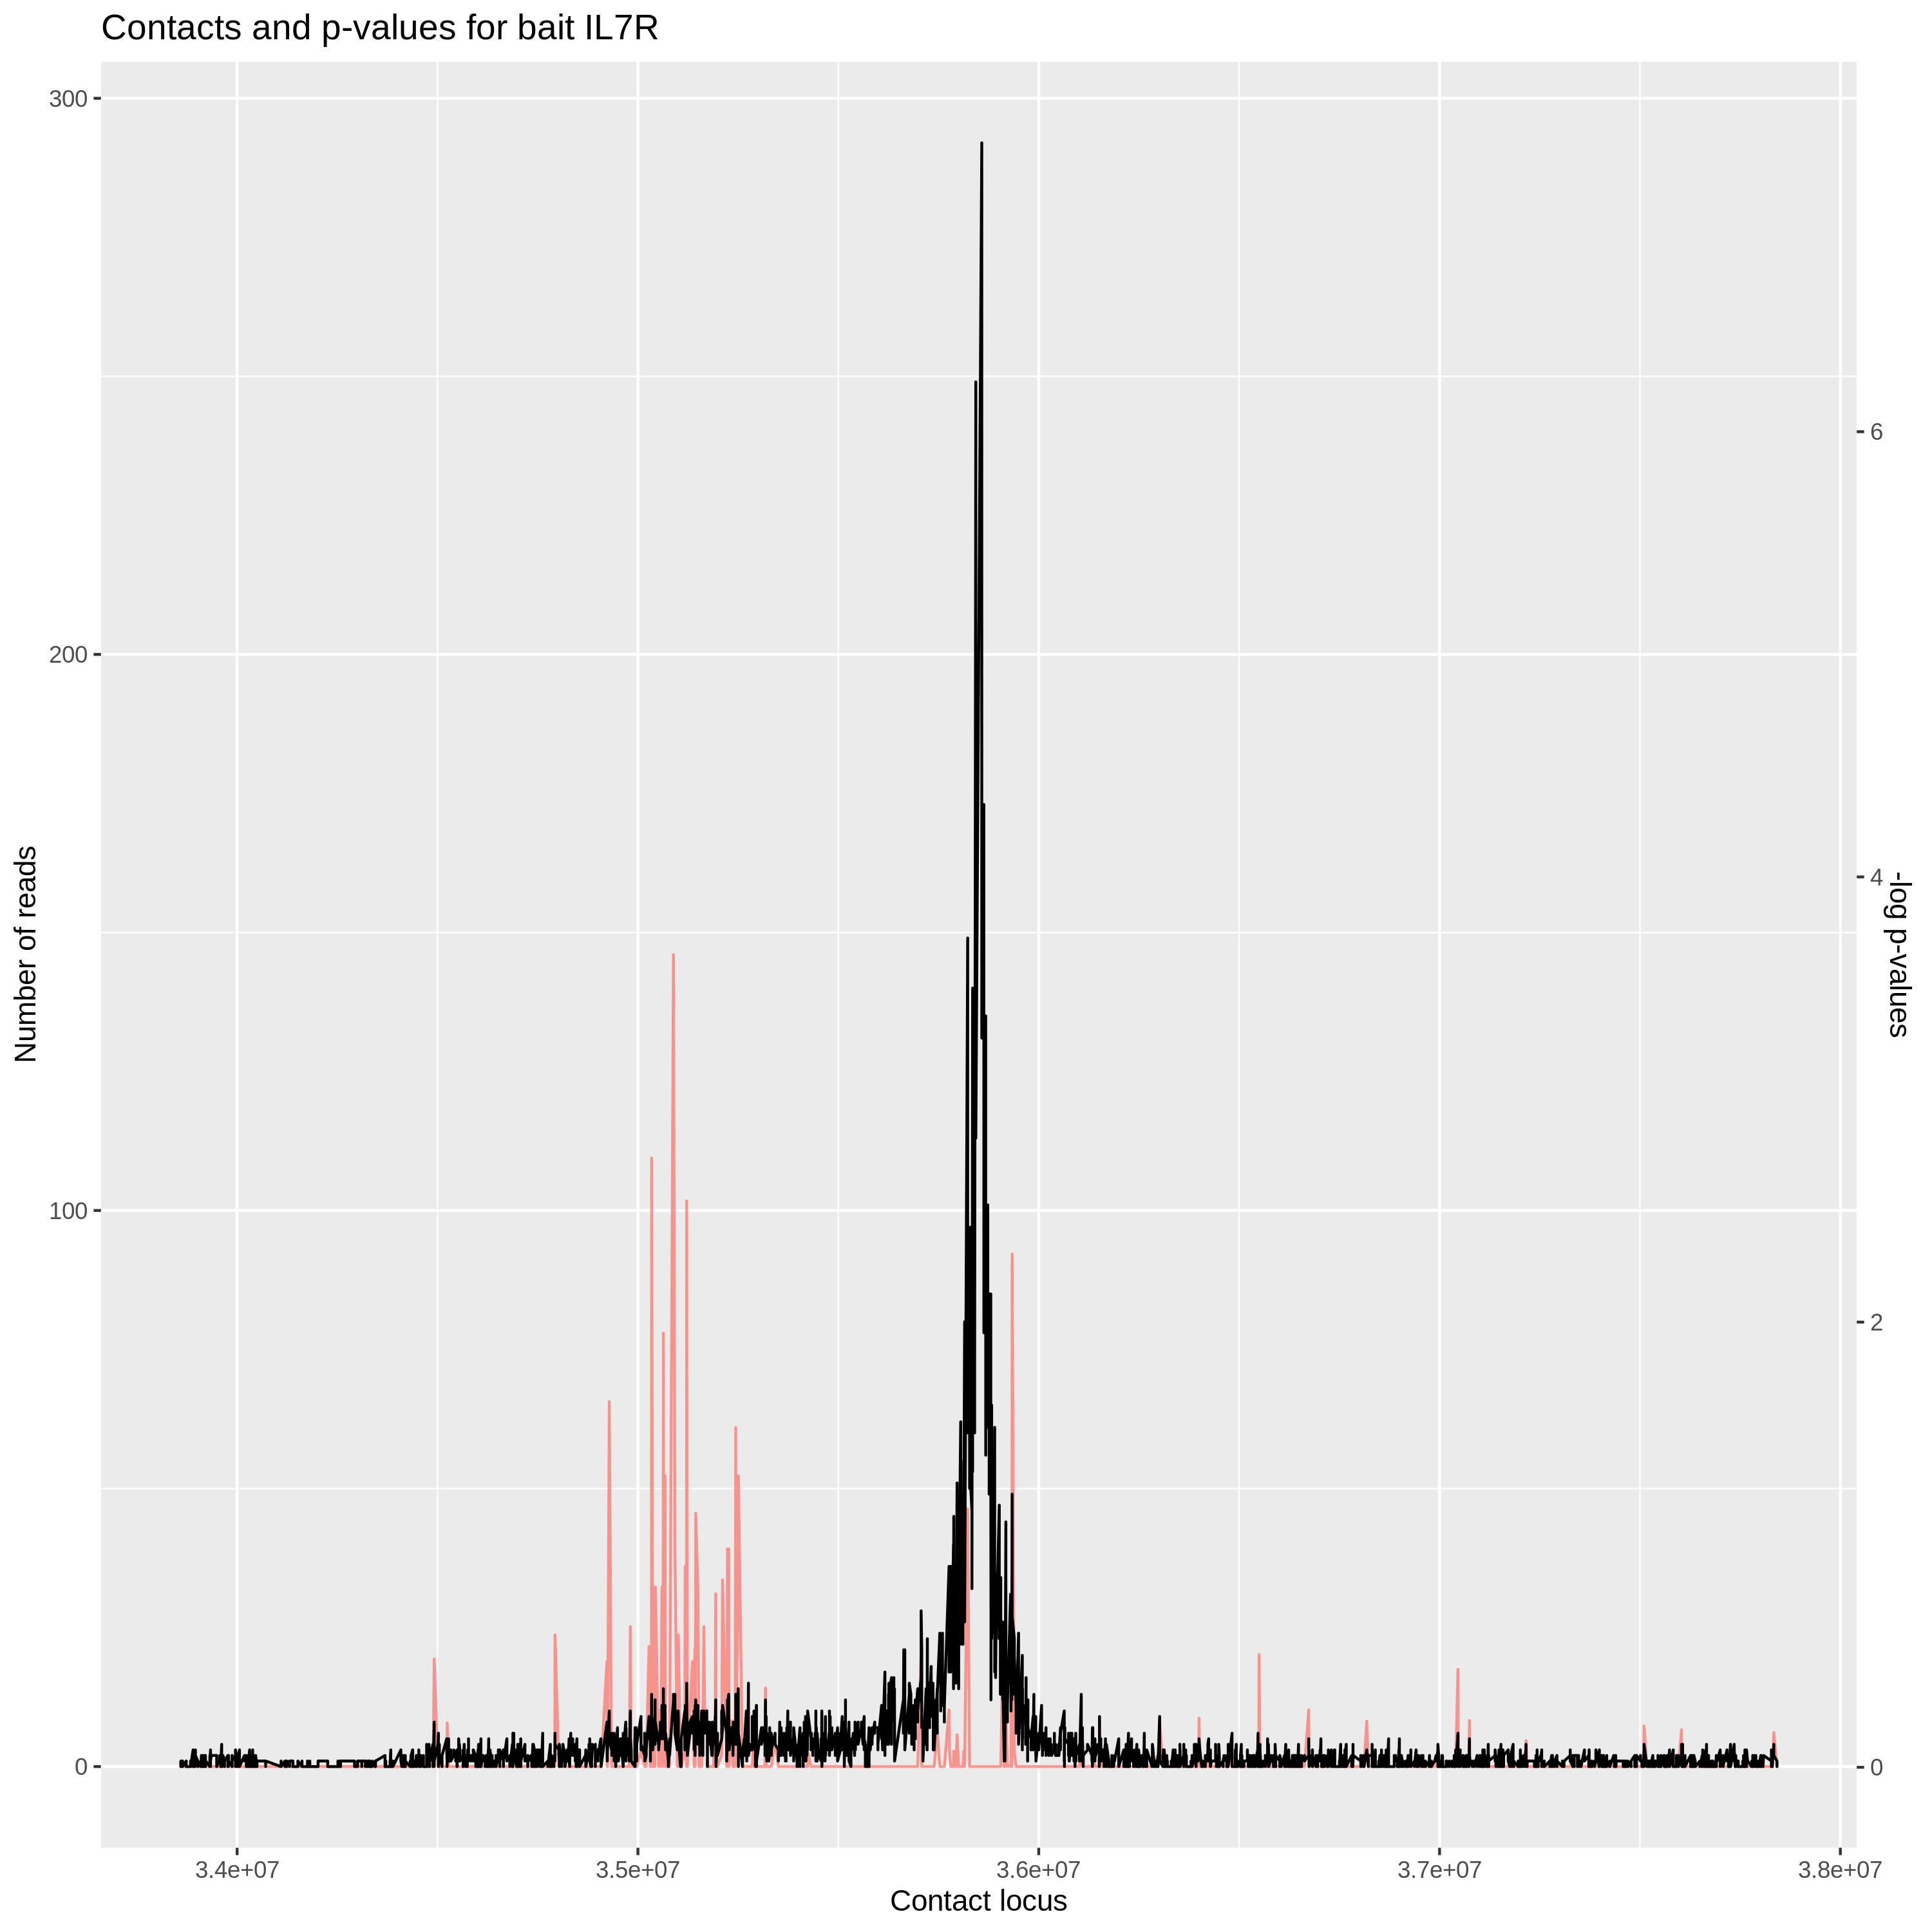 Contacts and p-values for bait IL7R
300
200
100
0
Number of reads
6
4
2
0
-log p-values
3.4e+07 3.5e+07 3.6e+07 3.7e+07 3.8e+07
Contact locus